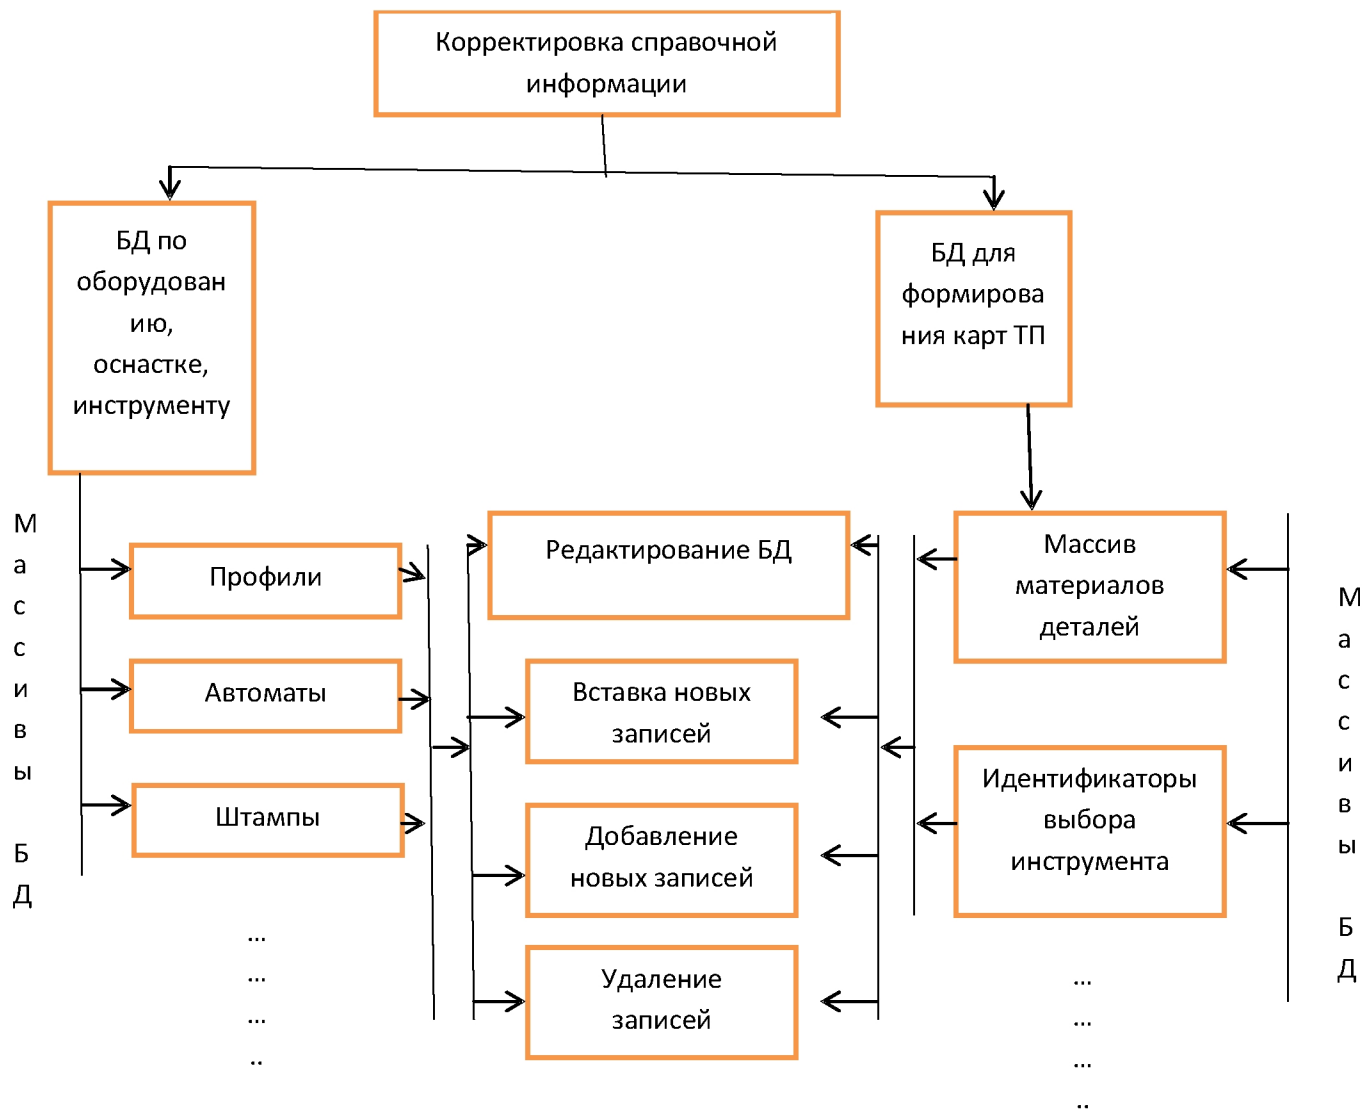 Корректировка справочной
информации
БД по
оборудован
ию,
оснастке,
инструменту
БД для
формирова
ния карт ТП
М
а
с
с
и
в
ы
Б
Д
Профили
Автоматы
Штампы
...
...
...
..
Редактирование БД
Вставка новых
записей
Добавление
новых записей
Удаление
записей
Массив
материалов
деталей
Идентификаторы
выбора
инструмента
...
...
...
..
М
а
с
с
и
в
ы
Б
Д